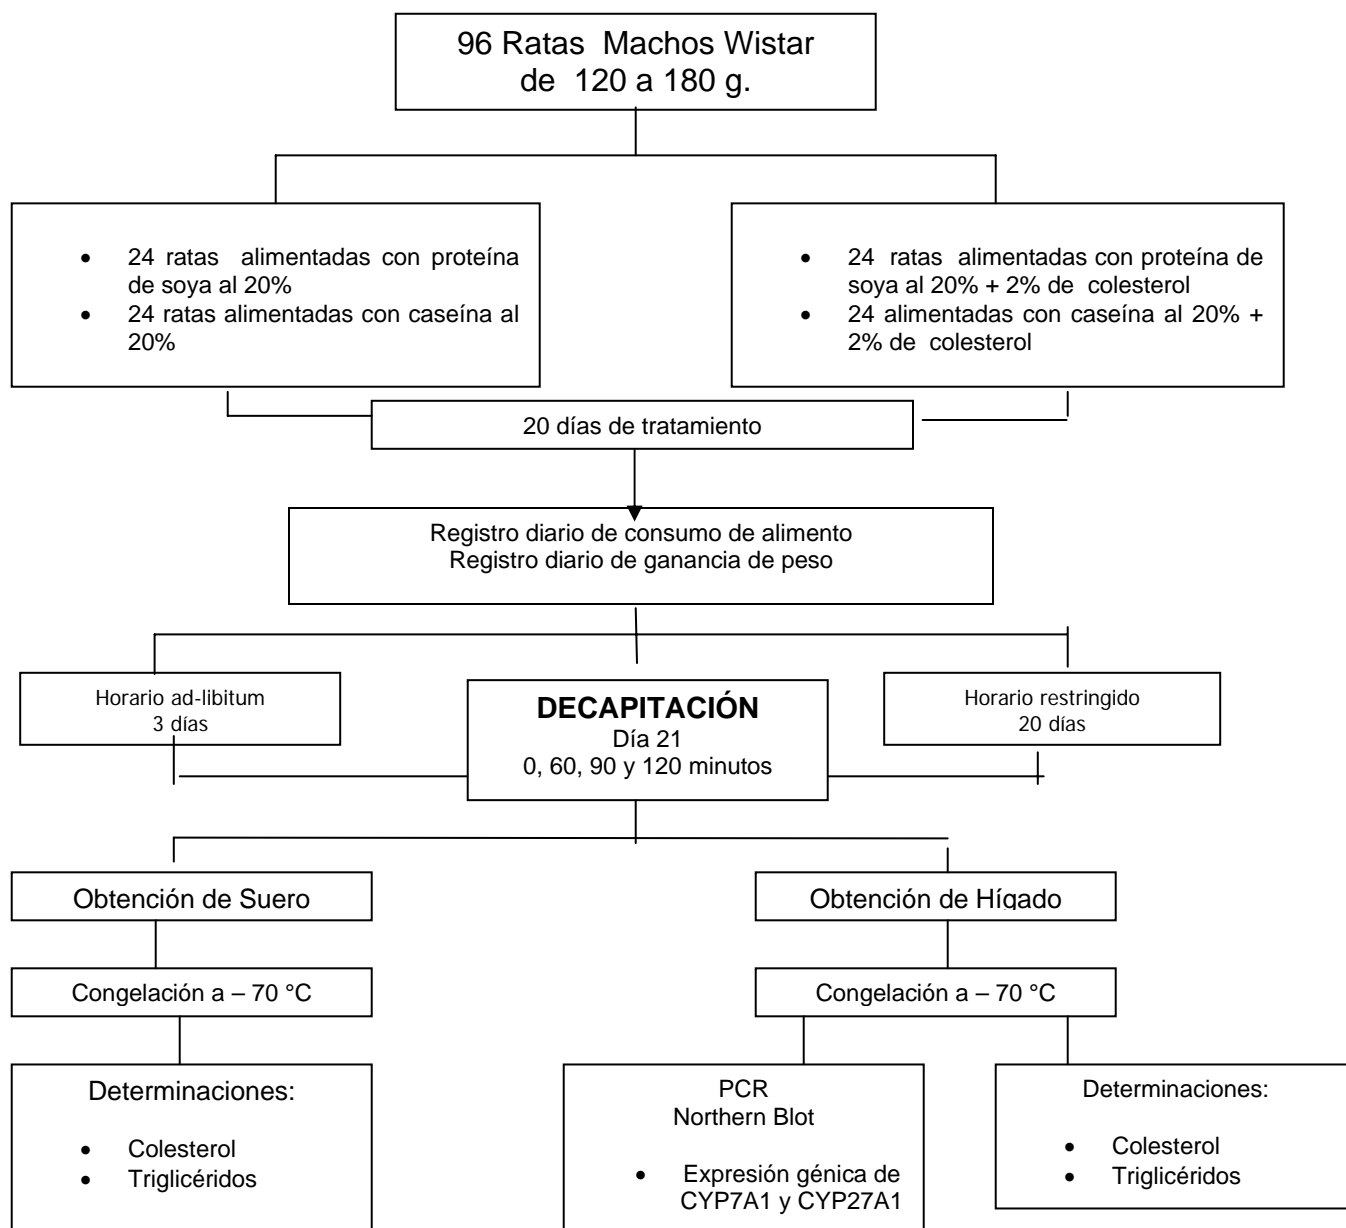 96 Ratas Machos Wistar
de 120 a 180 g.
• 24 ratas alimentadas con proteína
de soya al 20%
• 24 ratas alimentadas con caseína al
20%
• 24 ratas alimentadas con proteína de
soya al 20% + 2% de colesterol
• 24 alimentadas con caseína al 20% +
2% de colesterol
20 días de tratamiento
Registro diario de consumo de alimento
Registro diario de ganancia de peso
Horario ad-libitum
3 días
DECAPITACIÓN
Día 21
0, 60, 90 y 120 minutos
Horario restringido
20 días
Obtención de Suero
Obtención de Hígado
Congelación a – 70 °C
Congelación a – 70 °C
Determinaciones:
• Colesterol
• Triglicéridos
PCR
Northern Blot
• Expresión génica de
CYP7A1 y CYP27A1
Determinaciones:
• Colesterol
• Triglicéridos